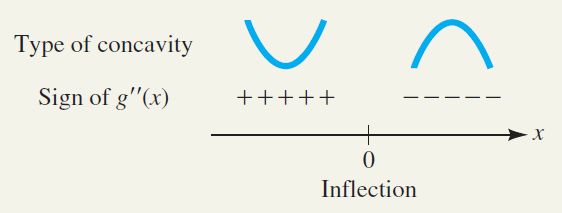 Type of concavity
Sign of g''(x) +++++ -----
x
0
Inflection